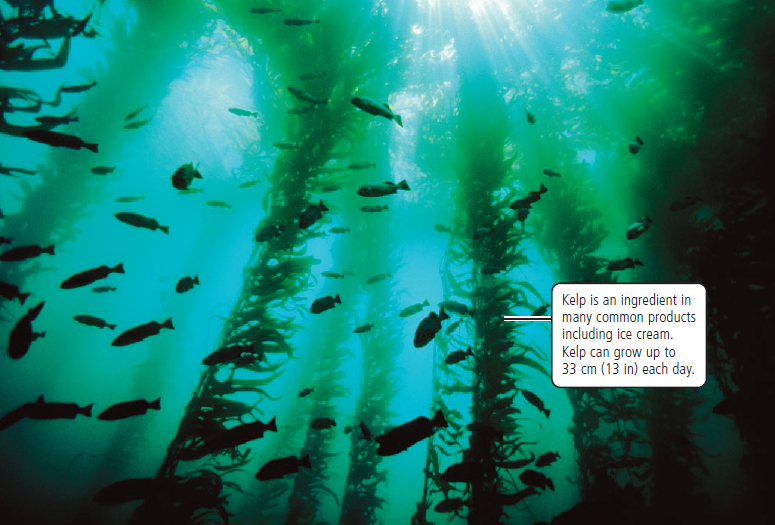 Kelp is an ingredient in
many common products
including ice cream.
Kelp can grow up to
33 cm (13 in) each day.